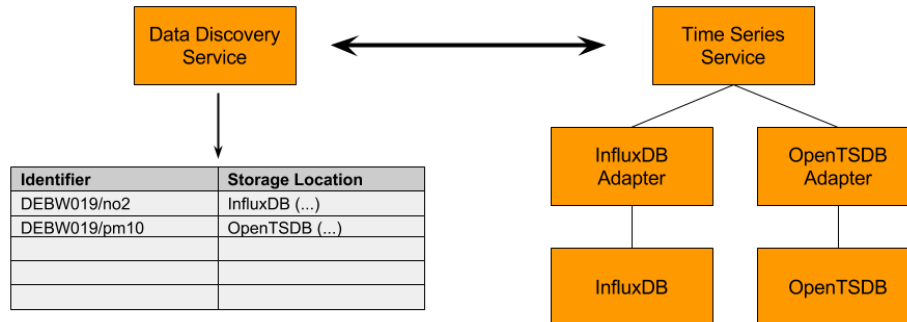 Data Discovery
Service
Time Series
Service
Identifier Storage Location
DEBW019/no2 InfluxDB (...)
DEBW019/pm10 OpenTSDB (...)
InfluxDB
Adapter
OpenTSDB
Adapter
InfluxDB
OpenTSDB